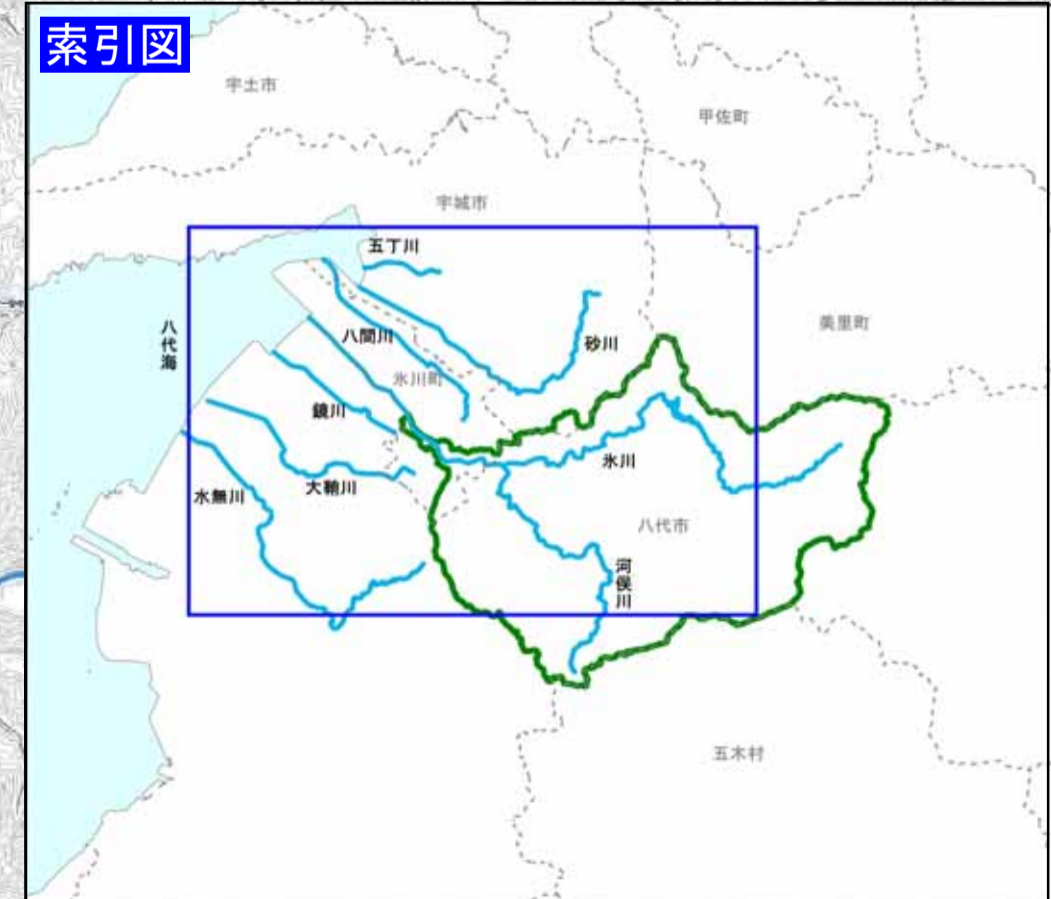 索引図
宇土市
甲佐町
宇城市
五丁川
八代海
八間川
砂川
美里町
氷川町
鏡川
氷川
大鞘川
水無川
八代市
河俣川
五木村